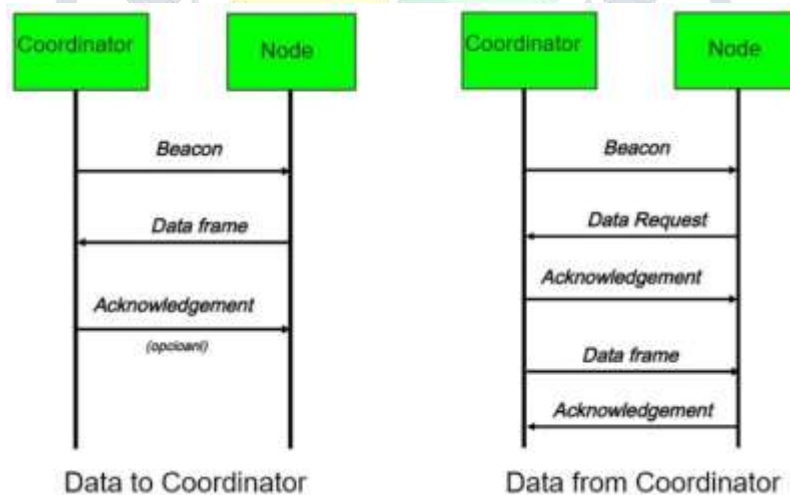 Coordinator
Node
Beacon
Data frame
Acknowledgement
(opcioanl)
Data to Coordinator
Coordinator
Node
Beacon
Data Request
Acknowledgement
Data frame
Acknowledgement
Data from Coordinator